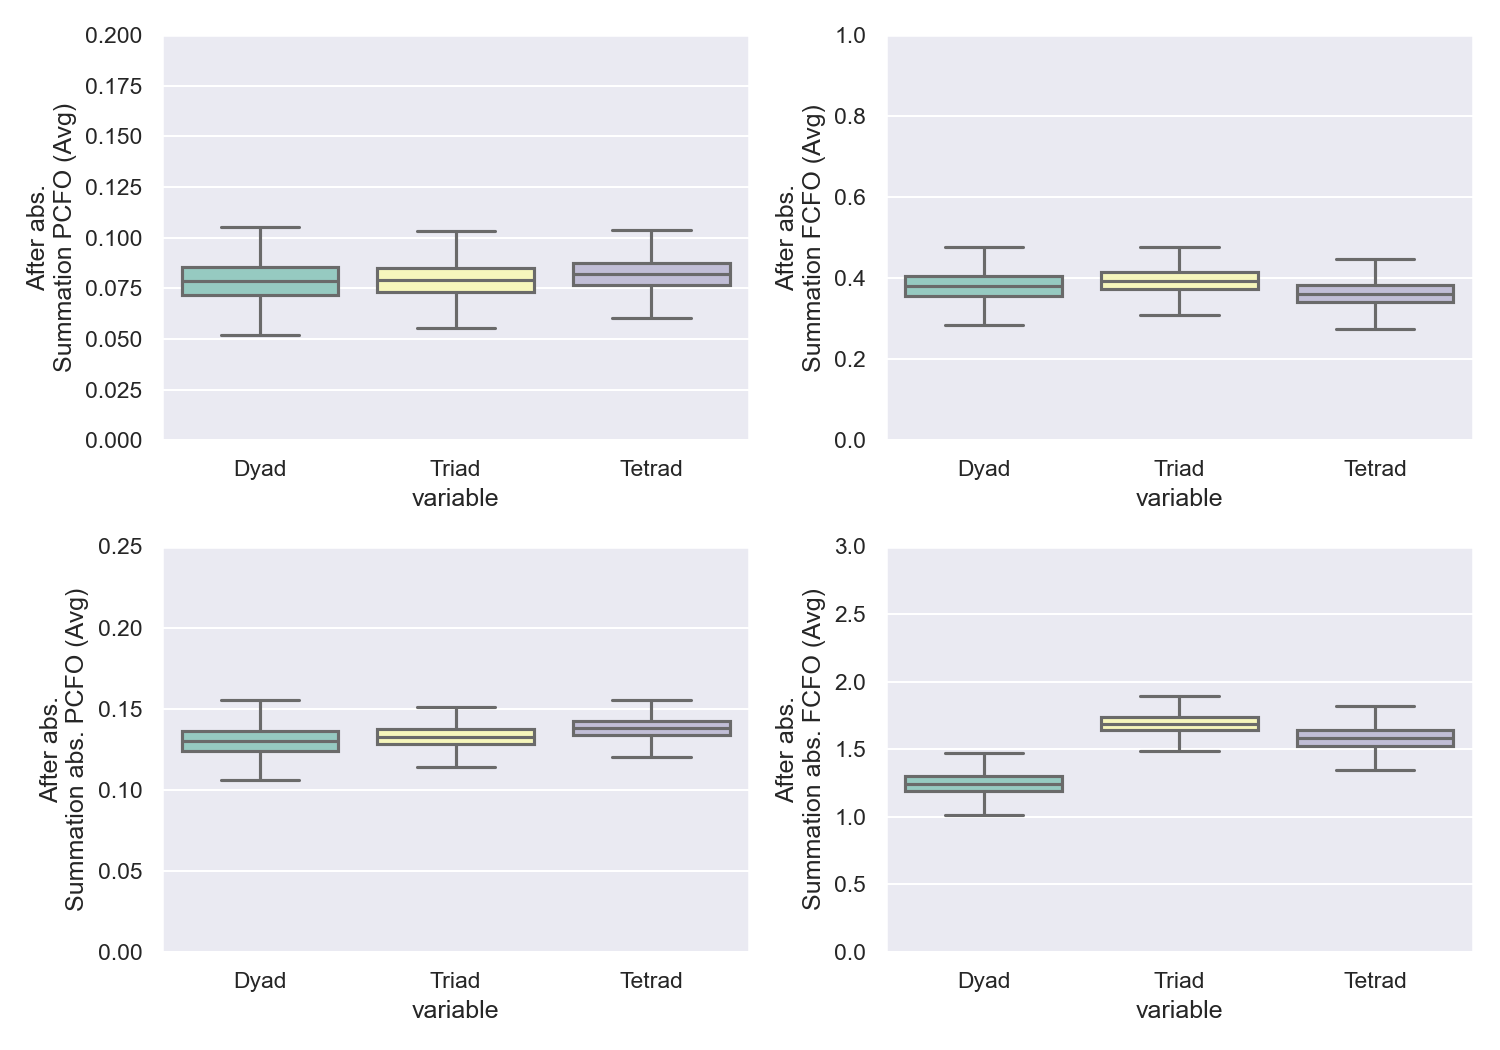 After abs.
Summation PCFO (Avg)
0.200
0.175
0.150
0.125
0.100
0.075
0.050
0.025
0.000
Dyad
Triad
Tetrad
variable
After abs.
Summation FCFO (Avg)
1.0
0.8
0.6
0.4
0.2
0.0
Dyad
Triad
Tetrad
variable
After abs.
Summation abs. PCFO (Avg)
0.25
0.20
0.15
0.10
0.05
0.00
Dyad
Triad
Tetrad
variable
After abs.
Summation abs. FCFO (Avg)
3.0
2.5
2.0
1.5
1.0
0.5
0.0
Dyad
Triad
Tetrad
variable